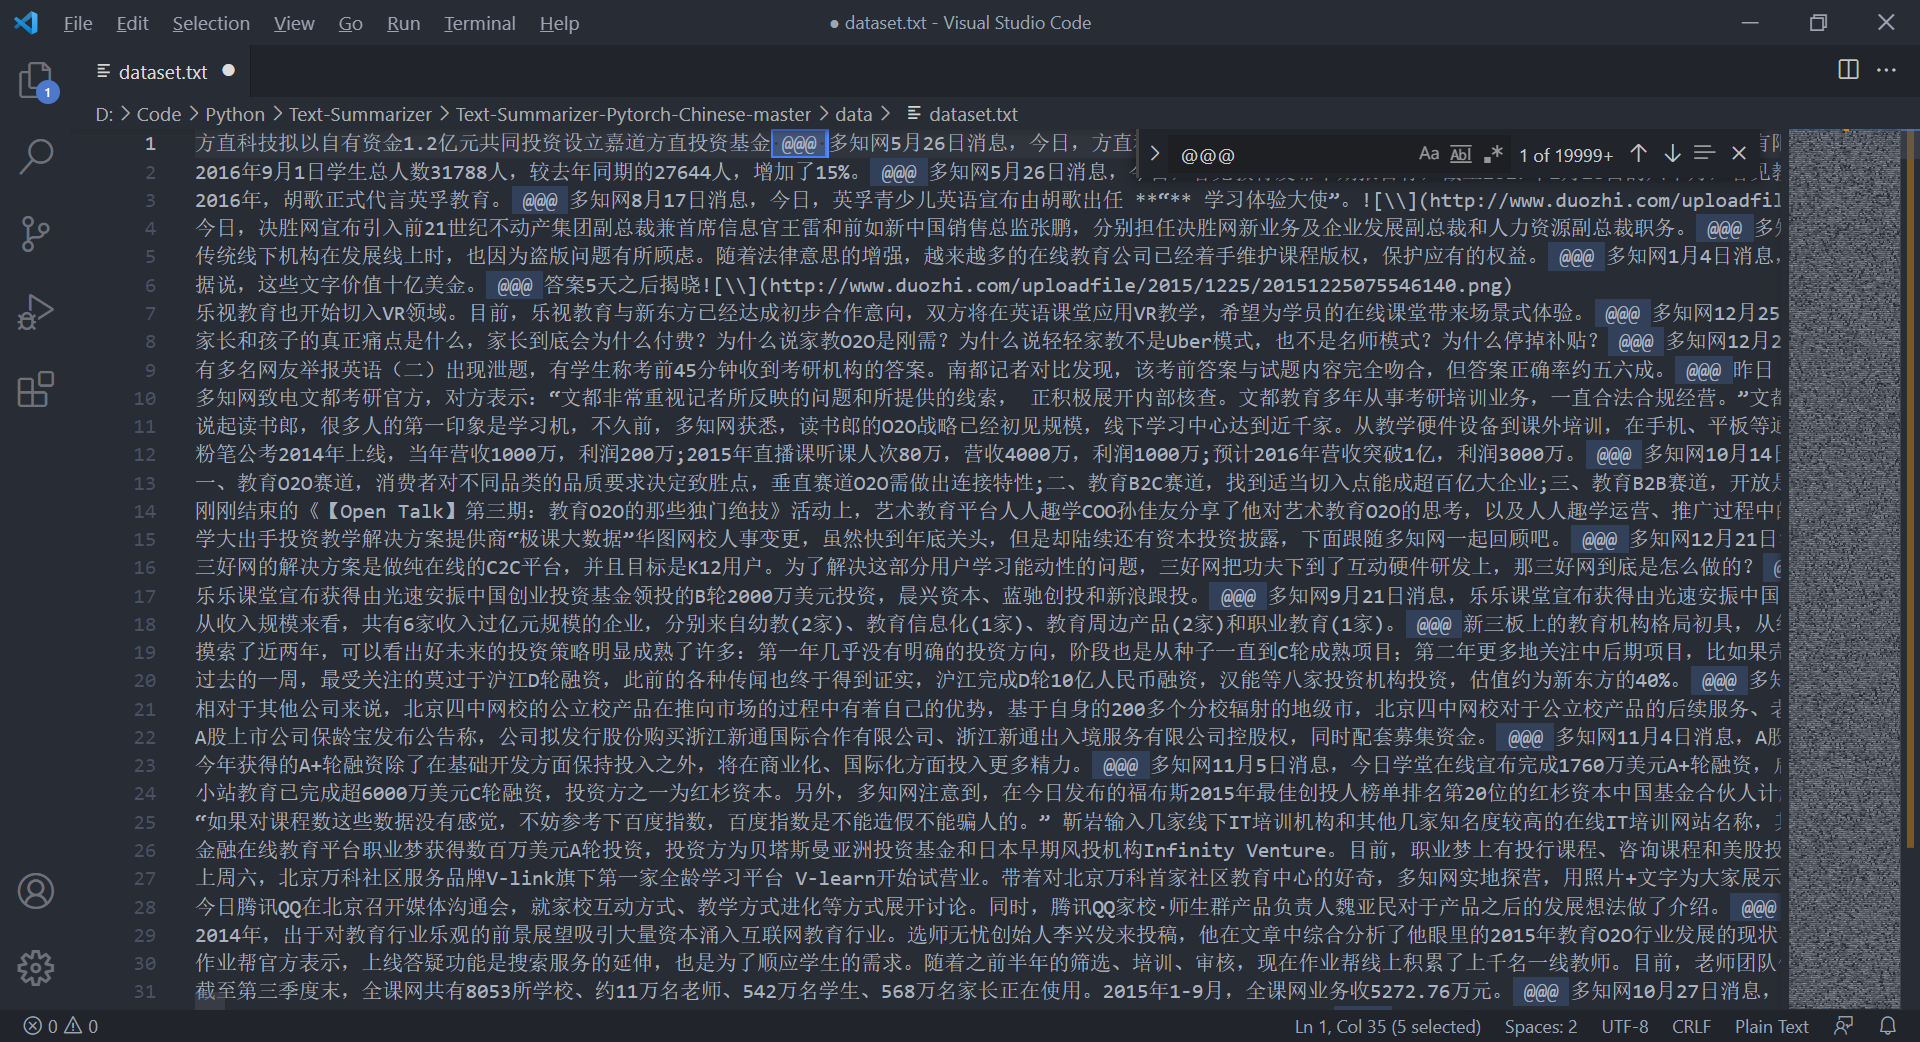 File Edit Selection View Go Run Terminal Help
● dataset.txt - Visual Studio Code
dataset.txt ●
1
D: > Code > Python > Text-Summarizer > Text-Summarizer-Pytorch-Chinese-master > data > dataset.txt
@@@ Aa Abl .* 1 of 19999+
1 方直科技拟以自有资金1.2亿元共同投资设立嘉道方直投资基金 @@@ 多知网5月26日消息，今日，方直
2 2016年9月1日学生总人数31788人，较去年同期的27644人，增加了15%。 @@@ 多知网5月26日消息，
3 2016年，胡歌正式代言英孚教育。 @@@ 多知网8月17日消息，今日，英孚青少儿英语宣布由胡歌出任 **“** 学习体验大使”。![\\](http://www.duozhi.com/uploadfil
4 今日，决胜网宣布引入前21世纪不动产集团副总裁兼首席信息官王雷和前如新中国销售总监张鹏，分别担任决胜网新业务及企业发展副总裁和人力资源副总裁职务。 @@@ 多知
5 传统线下机构在发展线上时，也因为盗版问题有所顾虑。随着法律意思的增强，越来越多的在线教育公司已经着手维护课程版权，保护应有的权益。 @@@ 多知网1月4日消息，
6 据说，这些文字价值十亿美金。 @@@ 答案5天之后揭晓![\\](http://www.duozhi.com/uploadfile/2015/1225/20151225075546140.png)
7 乐视教育也开始切入VR领域。目前，乐视教育与新东方已经达成初步合作意向，双方将在英语课堂应用VR教学，希望为学员的在线课堂带来场景式体验。 @@@ 多知网12月25
8 家长和孩子的真正痛点是什么，家长到底会为什么付费？为什么说家教O2O是刚需？为什么说轻轻家教不是Uber模式，也不是名师模式？为什么停掉补贴？ @@@ 多知网12月2
9 有多名网友举报英语（二）出现泄题，有学生称考前45分钟收到考研机构的答案。南都记者对比发现，该考前答案与试题内容完全吻合，但答案正确率约五六成。 @@@ 昨日
10 多知网致电文都考研官方，对方表示：“文都非常重视记者所反映的问题和所提供的线索， 正积极展开内部核查。文都教育多年从事考研培训业务，一直合法合规经营。”文都
11 说起读书郎，很多人的第一印象是学习机，不久前，多知网获悉，读书郎的O2O战略已经初见规模，线下学习中心达到近千家。从教学硬件设备到课外培训，在手机、平板等通
12 粉笔公考2014年上线，当年营收1000万，利润200万;2015年直播课听课人次80万，营收4000万，利润1000万;预计2016年营收突破1亿，利润3000万。 @@@ 多知网10月14日
13 一、教育O2O赛道，消费者对不同品类的品质要求决定致胜点，垂直赛道O2O需做出连接特性;二、教育B2C赛道，找到适当切入点能成超百亿大企业;三、教育B2B赛道，开放是
14 刚刚结束的《【Open Talk】第三期：教育O2O的那些独门绝技》活动上，艺术教育平台人人趣学COO孙佳友分享了他对艺术教育O2O的思考，以及人人趣学运营、推广过程中的
15 学大出手投资教学解决方案提供商“极课大数据”华图网校人事变更，虽然快到年底关头，但是却陆续还有资本投资披露，下面跟随多知网一起回顾吧。 @@@ 多知网12月21日
16 三好网的解决方案是做纯在线的C2C平台，并且目标是K12用户。为了解决这部分用户学习能动性的问题，三好网把功夫下到了互动硬件研发上，那三好网到底是怎么做的？ @
17 乐乐课堂宣布获得由光速安振中国创业投资基金领投的B轮2000万美元投资，晨兴资本、蓝驰创投和新浪跟投。 @@@ 多知网9月21日消息，乐乐课堂宣布获得由光速安振中国
18 从收入规模来看，共有6家收入过亿元规模的企业，分别来自幼教(2家)、教育信息化(1家)、教育周边产品(2家)和职业教育(1家)。 @@@ 新三板上的教育机构格局初具，从
19 摸索了近两年，可以看出好未来的投资策略明显成熟了许多：第一年几乎没有明确的投资方向，阶段也是从种子一直到C轮成熟项目；第二年更多地关注中后期项目，比如果壳
20 过去的一周，最受关注的莫过于沪江D轮融资，此前的各种传闻也终于得到证实，沪江完成D轮10亿人民币融资，汉能等八家投资机构投资，估值约为新东方的40%。 @@@ 多知
21 相对于其他公司来说，北京四中网校的公立校产品在推向市场的过程中有着自己的优势，基于自身的200多个分校辐射的地级市，北京四中网校对于公立校产品的后续服务、老
22 A股上市公司保龄宝发布公告称，公司拟发行股份购买浙江新通国际合作有限公司、浙江新通出入境服务有限公司控股权，同时配套募集资金。 @@@ 多知网11月4日消息，A股
23 今年获得的A+轮融资除了在基础开发方面保持投入之外，将在商业化、国际化方面投入更多精力。 @@@ 多知网11月5日消息，今日学堂在线宣布完成1760万美元A+轮融资，
24 小站教育已完成超6000万美元C轮融资，投资方之一为红杉资本。另外，多知网注意到，在今日发布的福布斯2015年最佳创投人榜单排名第20位的红杉资本中国基金合伙人计
25 “如果对课程数这些数据没有感觉，不妨参考下百度指数，百度指数是不能造假不能骗人的。” 靳岩输入几家线下IT培训机构和其他几家知名度较高的在线IT培训网站名称，
26 金融在线教育平台职业梦获得数百万美元A轮投资，投资方为贝塔斯曼亚洲投资基金和日本早期风投机构Infinity Venture。目前，职业梦上有投行课程、咨询课程和美股投
27 上周六，北京万科社区服务品牌V-link旗下第一家全龄学习平台 V-learn开始试营业。带着对北京万科首家社区教育中心的好奇，多知网实地探营，用照片+文字为大家展示
28 今日腾讯QQ在北京召开媒体沟通会，就家校互动方式、教学方式进化等方式展开讨论。同时，腾讯QQ家校·师生群产品负责人魏亚民对于产品之后的发展想法做了介绍。 @@@
29 2014年，出于对教育行业乐观的前景展望吸引大量资本涌入互联网教育行业。选师无忧创始人李兴发来投稿，他在文章中综合分析了他眼里的2015年教育O2O行业发展的现状
30 作业帮官方表示，上线答疑功能是搜索服务的延伸，也是为了顺应学生的需求。随着之前半年的筛选、培训、审核，现在作业帮线上积累了上千名一线教师。目前，老师团队
31 截至第三季度末，全课网共有8053所学校、约11万名老师、542万名学生、568万名家长正在使用。2015年1-9月，全课网业务收5272.76万元。 @@@ 多知网10月27日消息，
0 0 Ln 1, Col 35 (5 selected) Spaces: 2 UTF-8 CRLF Plain Text